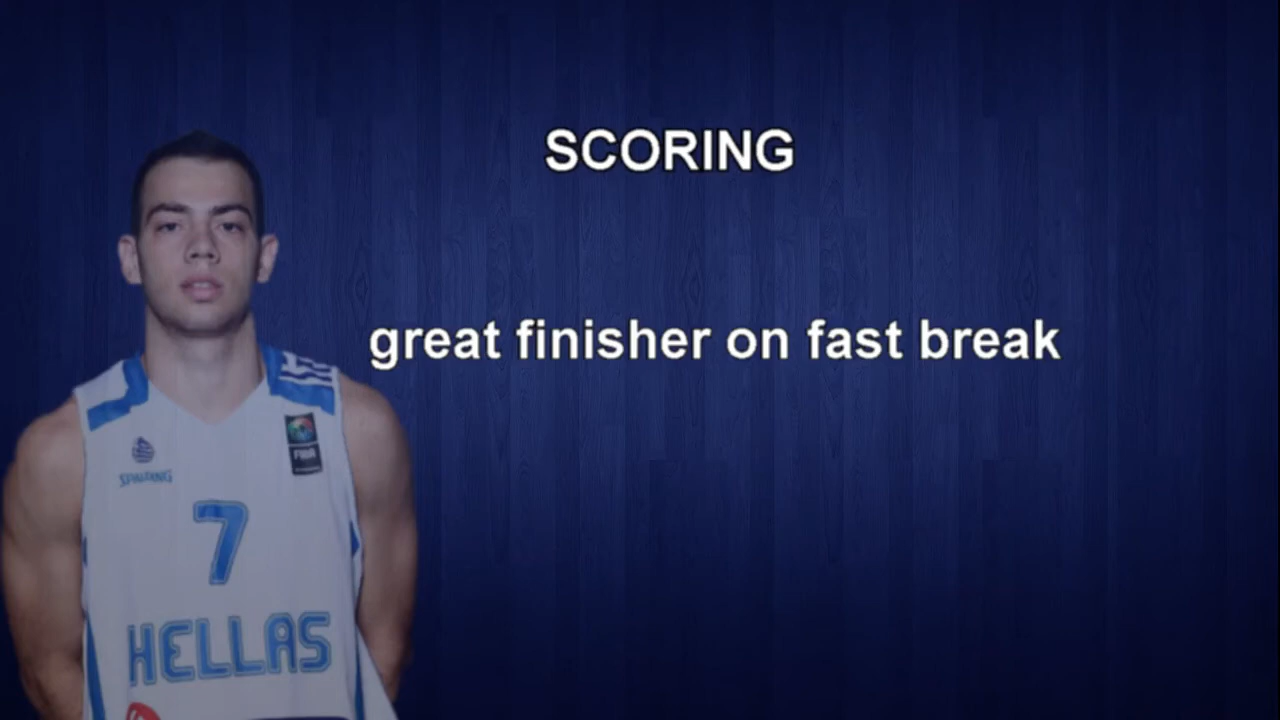 SCORING
great finisher on fast break
FIBA
SPALDING
7
HELLAS